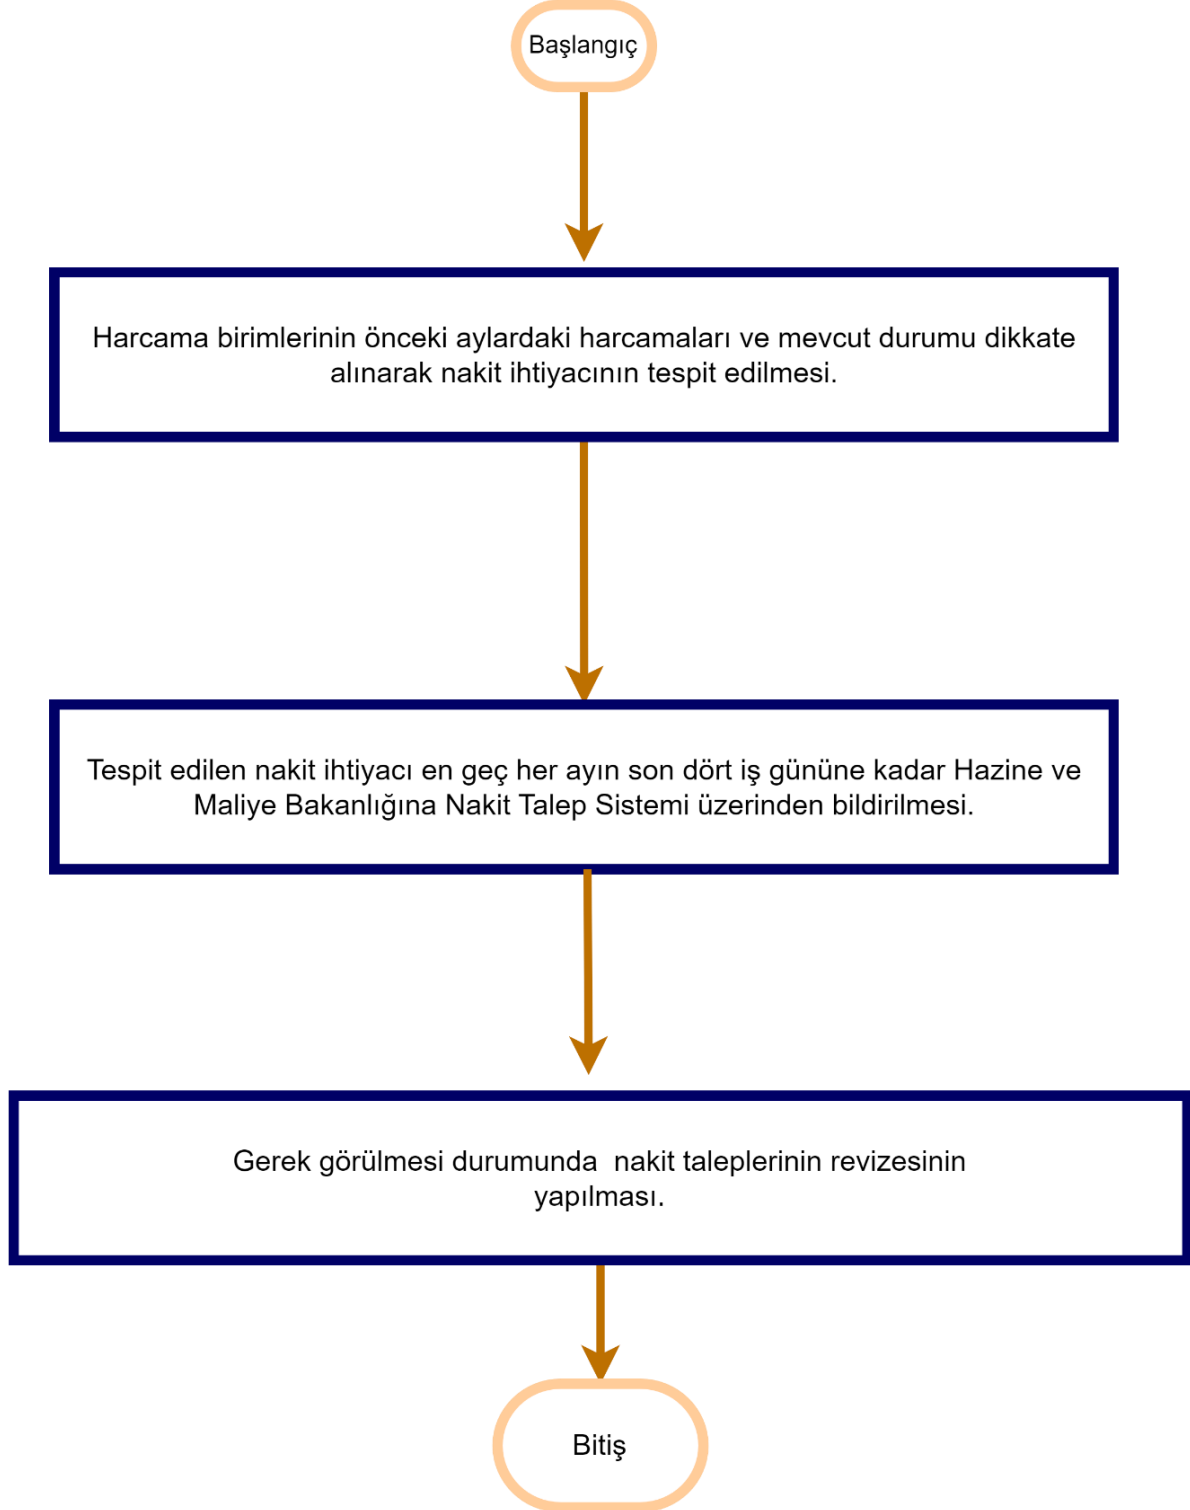 Başlangıç
Harcama birimlerinin önceki aylardaki harcamaları ve mevcut durumu dikkate
alınarak nakit ihtiyacının tespit edilmesi.
Tespit edilen nakit ihtiyacı en geç her ayın son dört iş gününe kadar Hazine ve
Maliye Bakanlığına Nakit Talep Sistemi üzerinden bildirilmesi.
Gerek görülmesi durumunda  nakit taleplerinin revizesinin
yapılması.
Bitiş